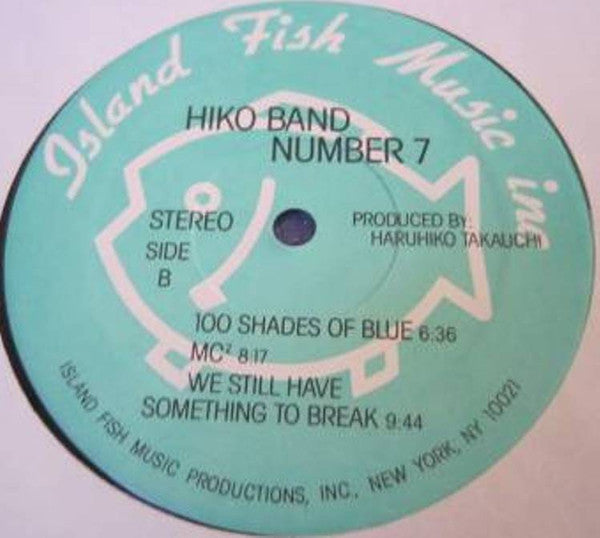 Island Fish Music inc
HIKO BAND
NUMBER 7
STEREO
SIDE
B
PRODUCED BY:
HARUHIKO TAKAUCHI
100 SHADES OF BLUE 6:36
MC² 8:17
WE STILL HAVE
SOMETHING TO BREAK 9:44
ISLAND FISH MUSIC PRODUCTIONS, INC., NEW YORK, NY 10021